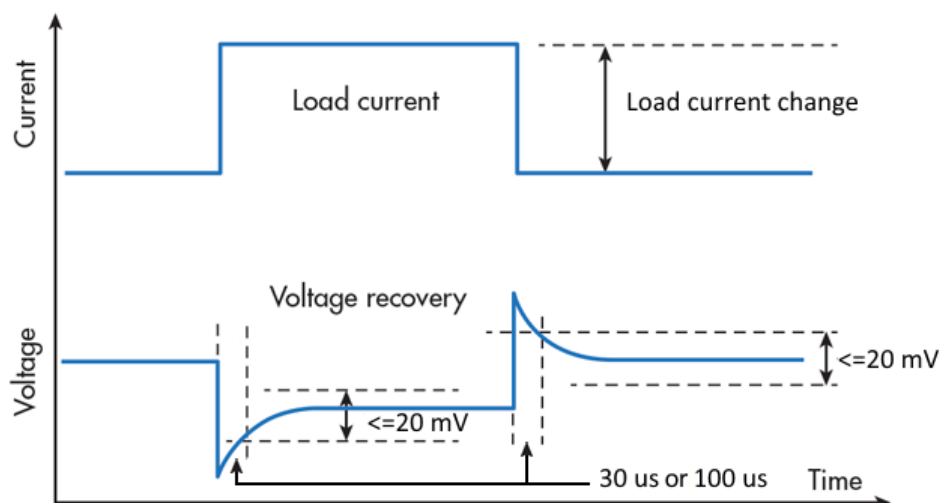 Current
Load current
Load current change
Voltage recovery
Voltage
<=20 mV
<=20 mV
30 us or 100 us
Time